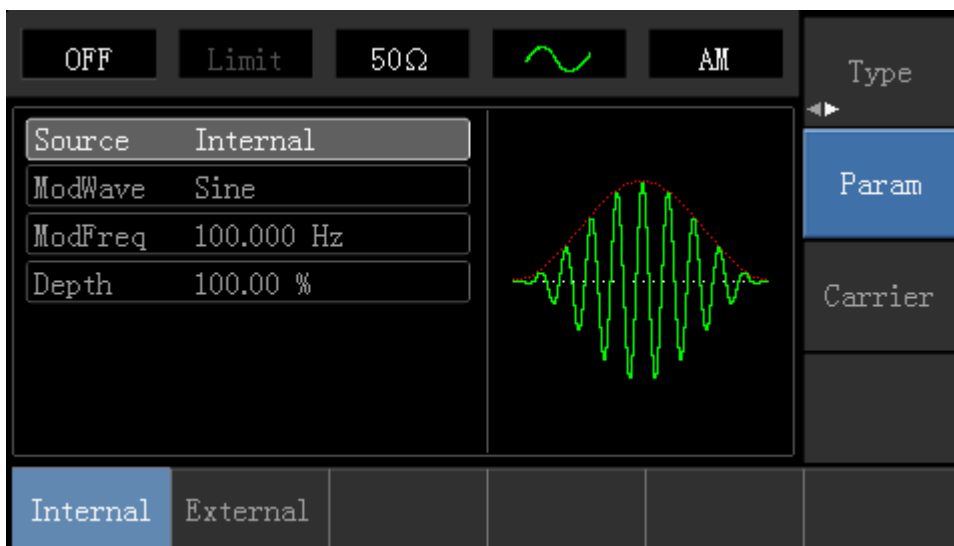 OFF Limit 50Ω AM
Type
Source Internal
ModWave Sine
ModFreq 100.000 Hz
Depth 100.00 %
Param
Carrier
Internal External